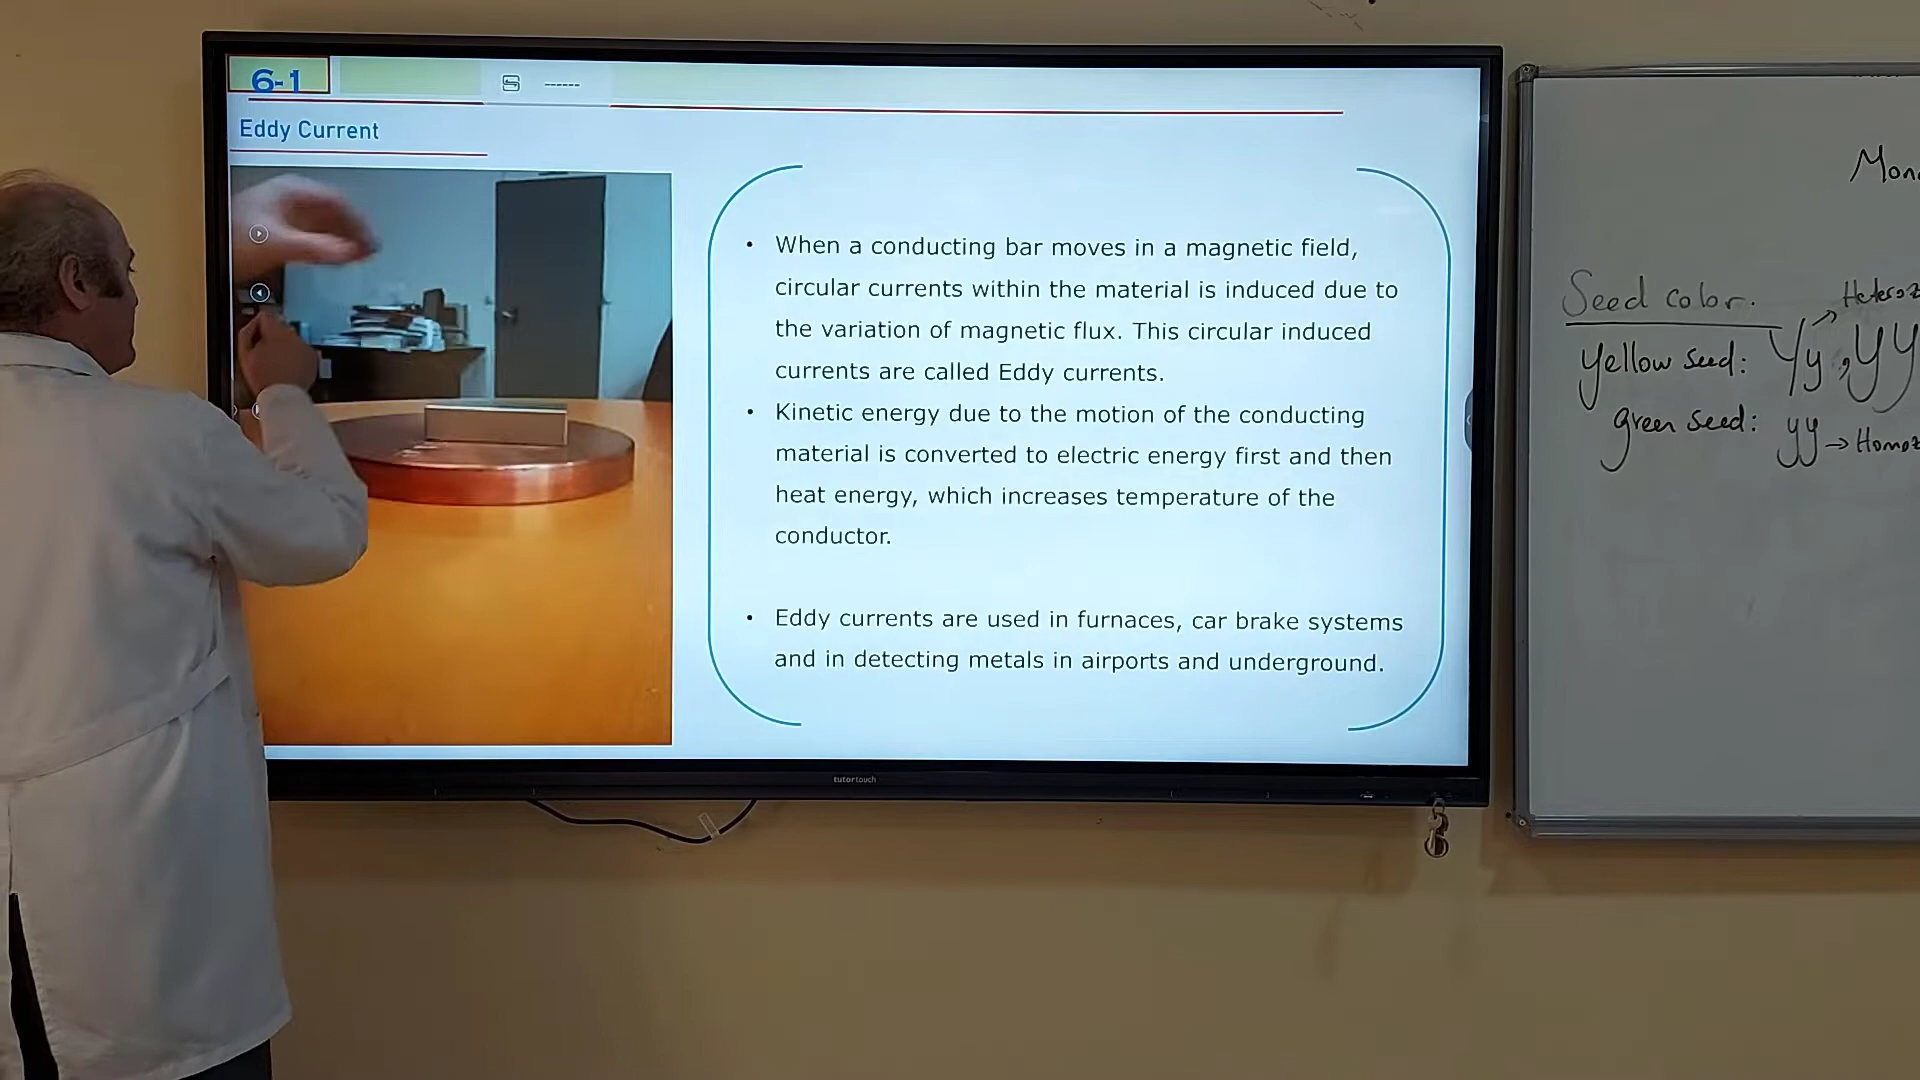 6-1
------
Eddy Current
• When a conducting bar moves in a magnetic field,
circular currents within the material is induced due to
the variation of magnetic flux. This circular induced
currents are called Eddy currents.
• Kinetic energy due to the motion of the conducting
material is converted to electric energy first and then
heat energy, which increases temperature of the
conductor.
• Eddy currents are used in furnaces, car brake systems
and in detecting metals in airports and underground.
tutortouch
Seed color.
yellow seed: Yy, YY
green seed: yy →